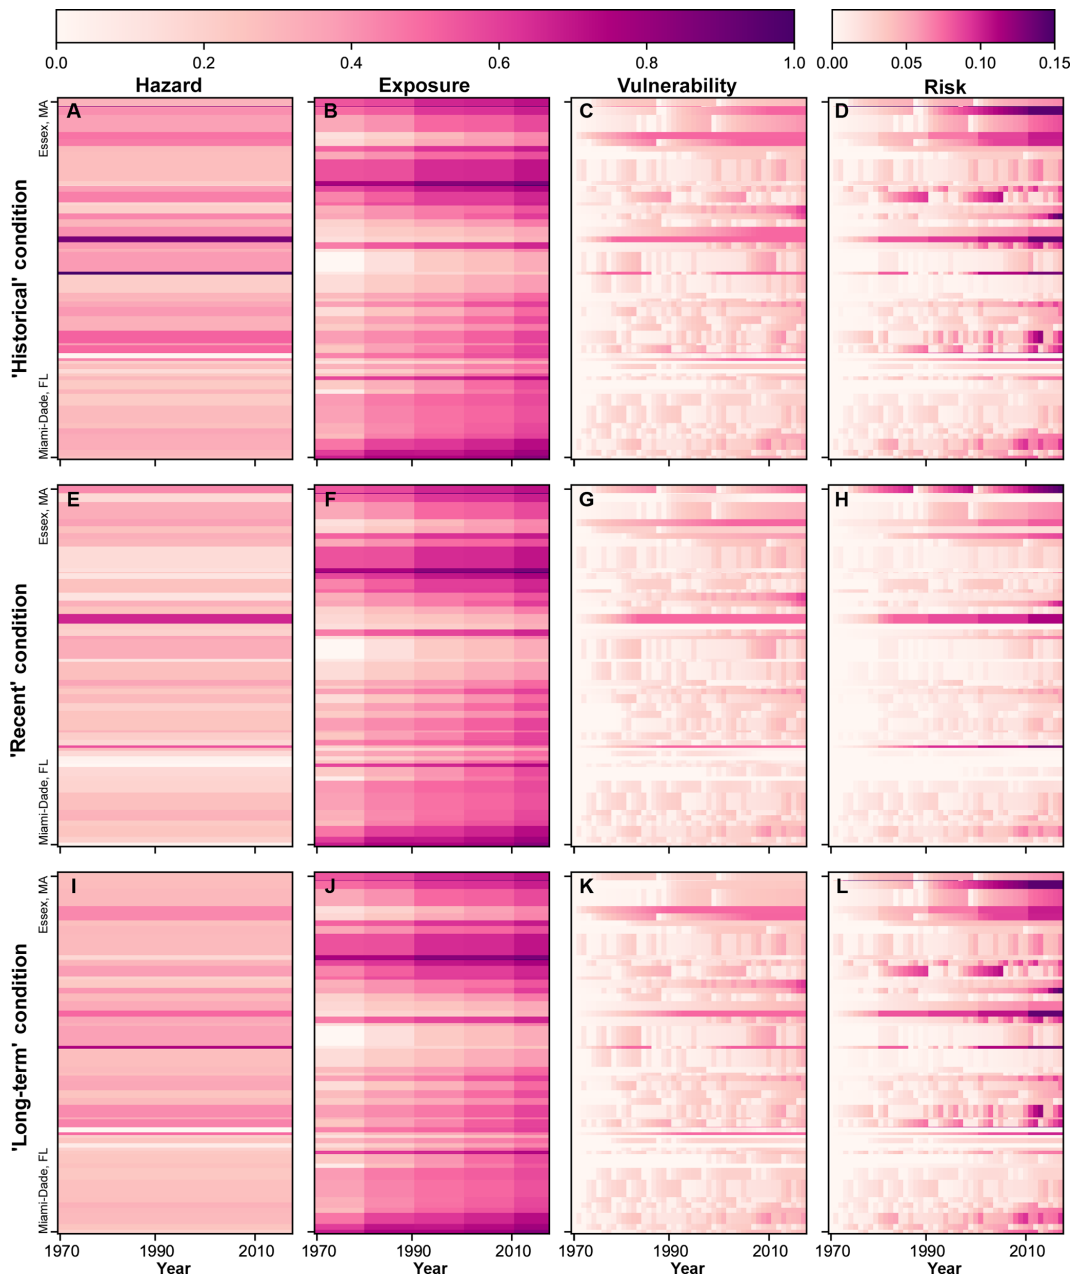 0.0 0.2 0.4 0.6 0.8 1.0 0.00 0.05 0.10 0.15
Hazard Exposure Vulnerability Risk
'Historical' condition
Essex, MA
Miami-Dade, FL
A B C D
1970 1990 2010
'Recent' condition
Essex, MA
Miami-Dade, FL
E F G H
'Long-term' condition
Essex, MA
Miami-Dade, FL
I J K L
1970 1990 2010 1970 1990 2010 1970 1990 2010 1970 1990 2010
Year Year Year Year